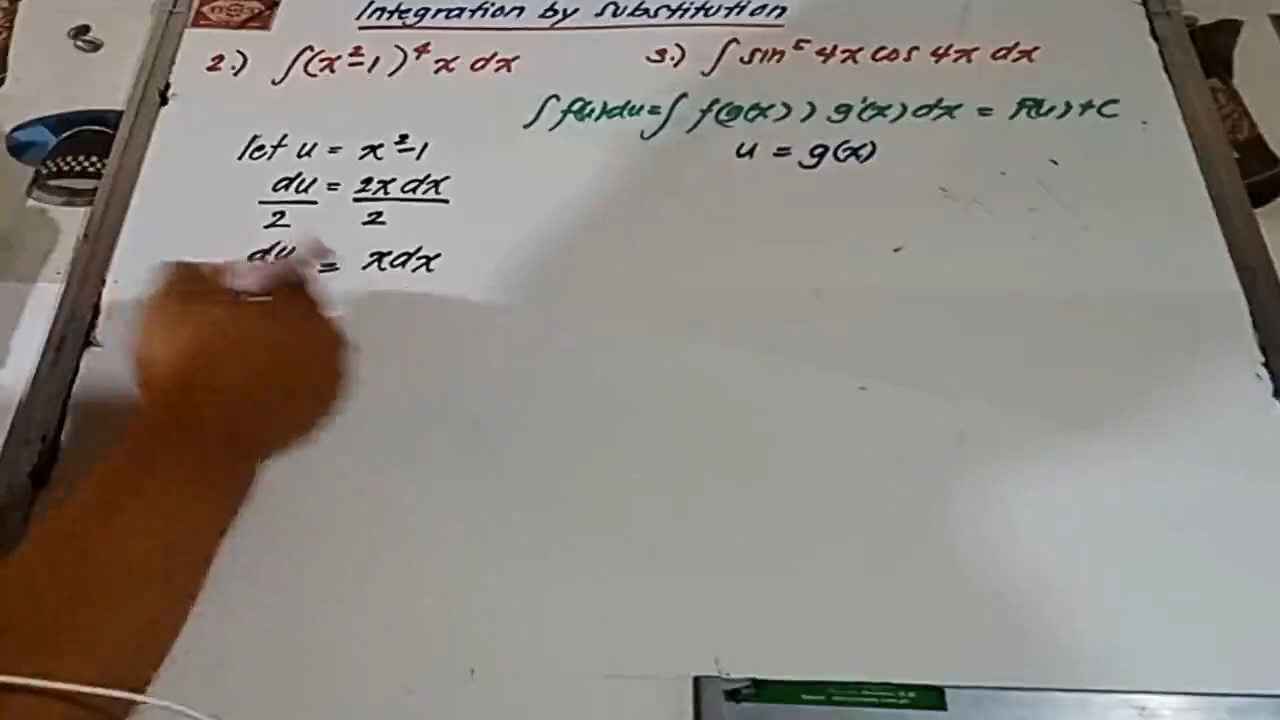 Integration by Substitution
2.) ∫(x²-1)⁴ x dx
3.) ∫ sin⁵ 4x cos 4x dx
∫ f(u)du = ∫ f(g(x)) g'(x) dx = F(u) + C
u = g(x)
let u = x²-1
du = 2x dx
2 2
du = x dx